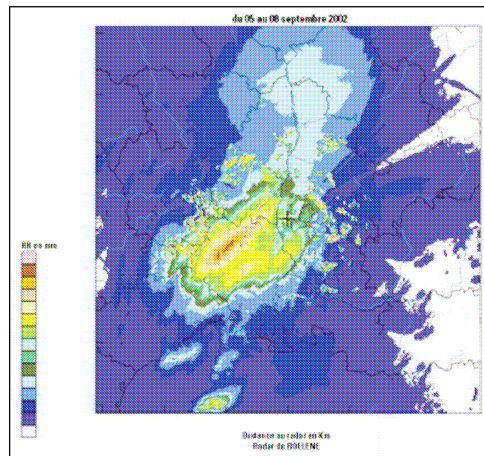 du 05 au 08 septembre 2002
RR en mm
Distance au radar en Km
Radar de BOLLENE